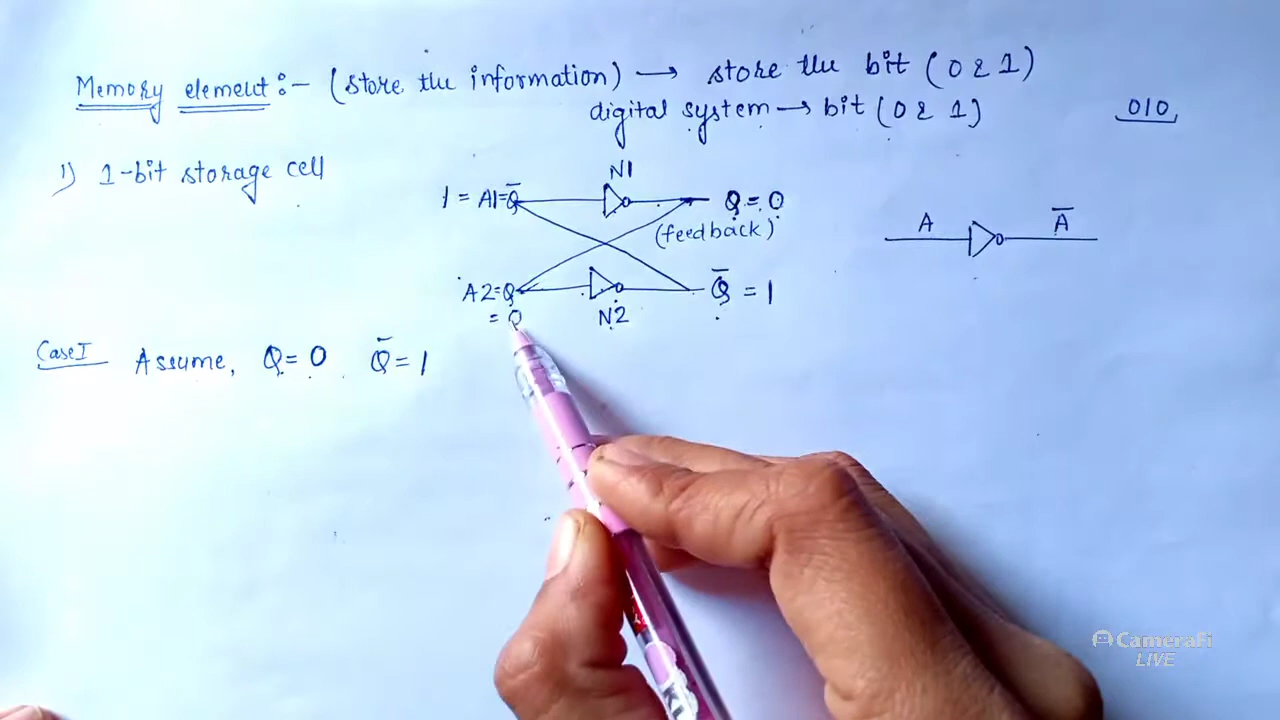 Memory element :- (store the information) → store the bit (0 & 1)
digital system → bit (0 & 1)
010
1) 1-bit storage cell
N1
1 = A1 = Q̅
Q = 0
(feedback)
A
A̅
A2 = Q
= 0
N2
Q̅ = 1
Case I Assume, Q = 0 Q̅ = 1
CameraFi
LIVE